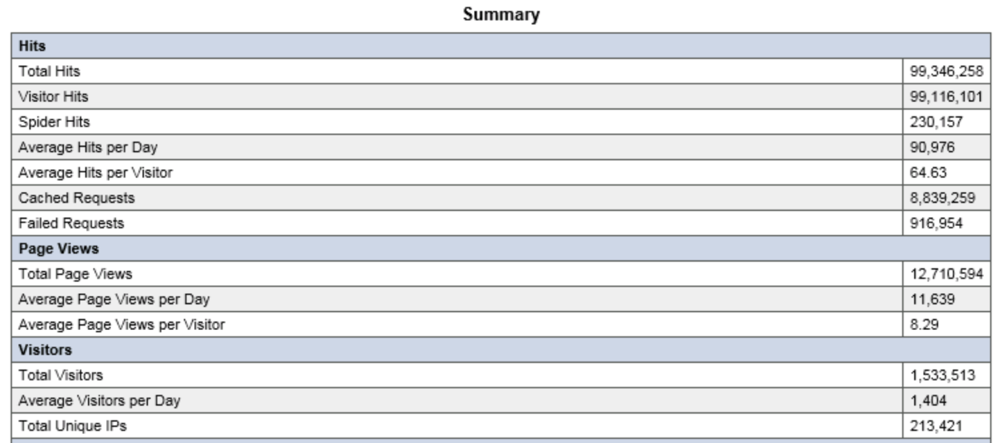 Summary
Hits
Total Hits 99,346,258
Visitor Hits 99,116,101
Spider Hits 230,157
Average Hits per Day 90,976
Average Hits per Visitor 64.63
Cached Requests 8,839,259
Failed Requests 916,954
Page Views
Total Page Views 12,710,594
Average Page Views per Day 11,639
Average Page Views per Visitor 8.29
Visitors
Total Visitors 1,533,513
Average Visitors per Day 1,404
Total Unique IPs 213,421